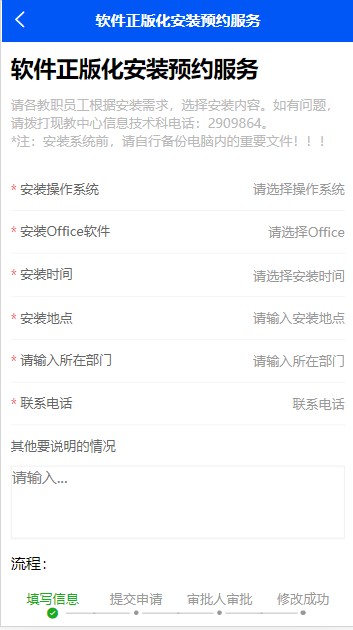 软件正版化安装预约服务
软件正版化安装预约服务
请各教职员工根据安装需求，选择安装内容。如有问题，
请拨打现教中心信息技术科电话：2909864。
*注：安装系统前，请自行备份电脑内的重要文件！！！
* 安装操作系统 请选择操作系统
* 安装Office软件 请选择Office
* 安装时间 请选择安装时间
* 安装地点 请输入安装地点
* 请输入所在部门 请输入所在部门
* 联系电话 联系电话
其他要说明的情况
请输入...
流程：
填写信息 提交申请 审批人审批 修改成功